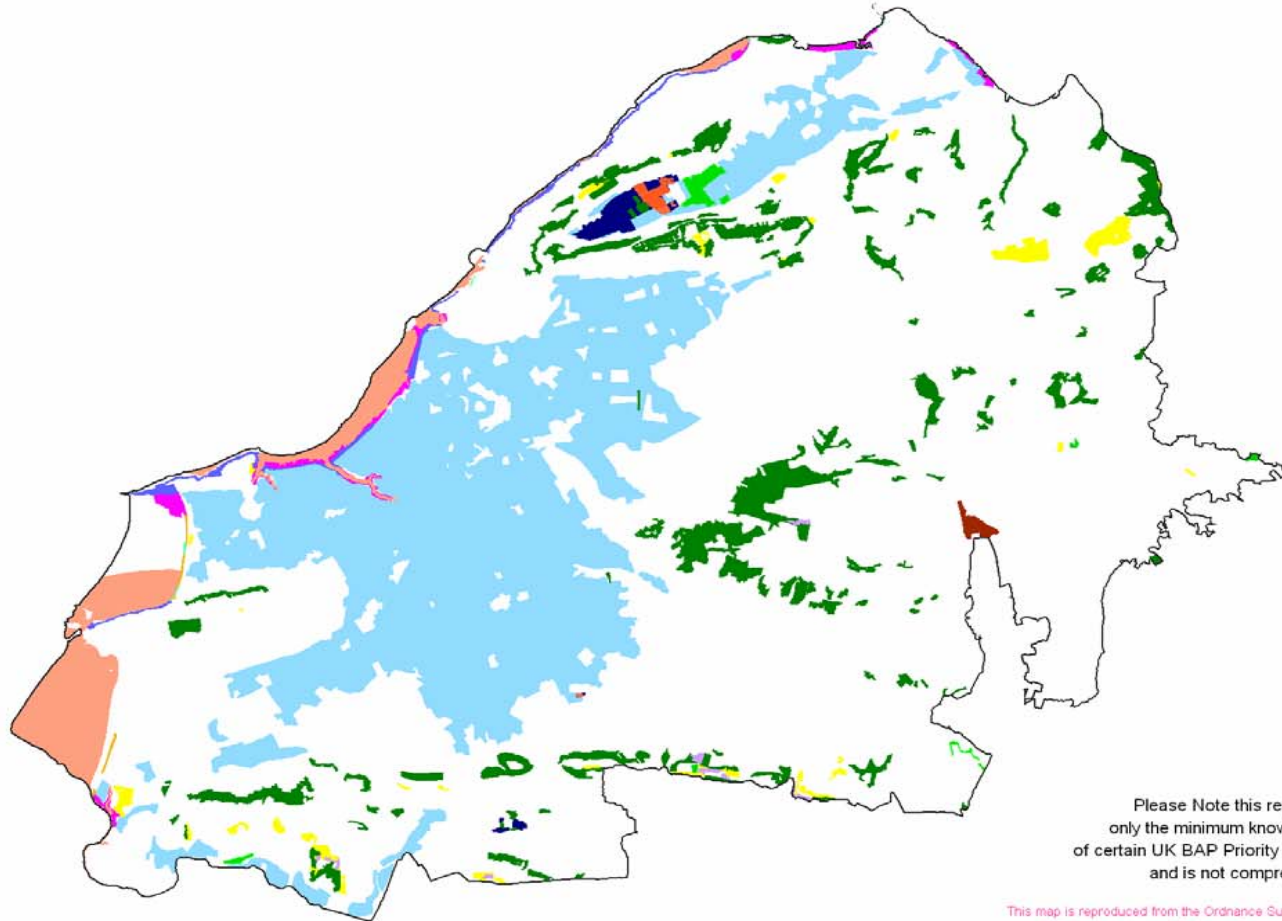 Please Note this re
only the minimum know
of certain UK BAP Priority
and is not compre
This map is reproduced from the Ordnance Su